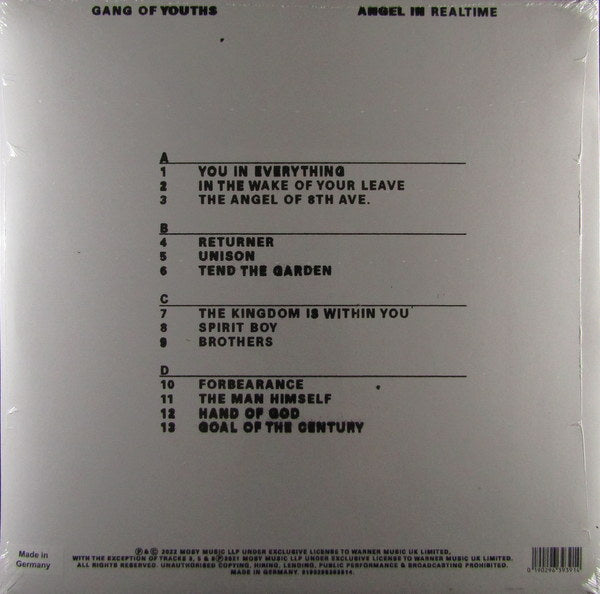 GANG OF YOUTHS ANGEL IN REALTIME
A
1 YOU IN EVERYTHING
2 IN THE WAKE OF YOUR LEAVE
3 THE ANGEL OF 8TH AVE.
B
4 RETURNER
5 UNISON
6 TEND THE GARDEN
C
7 THE KINGDOM IS WITHIN YOU
8 SPIRIT BOY
9 BROTHERS
D
10 FORBEARANCE
11 THE MAN HIMSELF
12 HAND OF GOD
13 GOAL OF THE CENTURY
Made in
Germany
℗ & © 2022 MOBY MUSIC LLP UNDER EXCLUSIVE LICENSE TO WARNER MUSIC UK LIMITED,
WITH THE EXCEPTION OF TRACKS 3, 5 & ℗2021 MOBY MUSIC LLP UNDER EXCLUSIVE LICENSE TO WARNER MUSIC UK LIMITED.
ALL RIGHTS RESERVED. UNAUTHORISED COPYING, HIRING, LENDING, PUBLIC PERFORMANCE & BROADCASTING PROHIBITED.
MADE IN GERMANY.
0 190294 393914